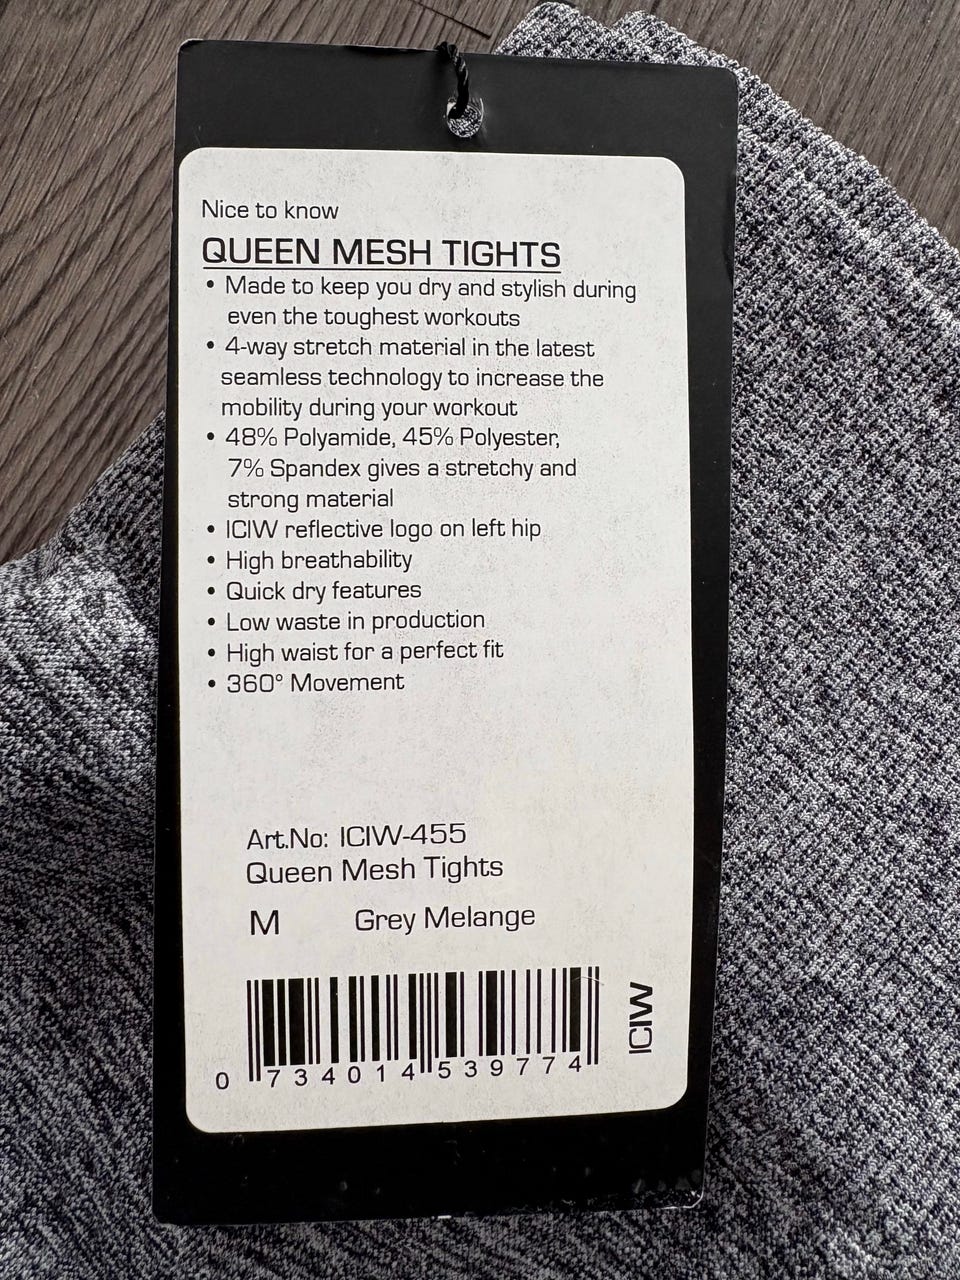 Nice to know
QUEEN MESH TIGHTS
• Made to keep you dry and stylish during
even the toughest workouts
• 4-way stretch material in the latest
seamless technology to increase the
mobility during your workout
• 48% Polyamide, 45% Polyester,
7% Spandex gives a stretchy and
strong material
• ICIW reflective logo on left hip
• High breathability
• Quick dry features
• Low waste in production
• High waist for a perfect fit
• 360° Movement
Art.No: ICIW-455
Queen Mesh Tights
M Grey Melange
0 734014 539774
ICIW